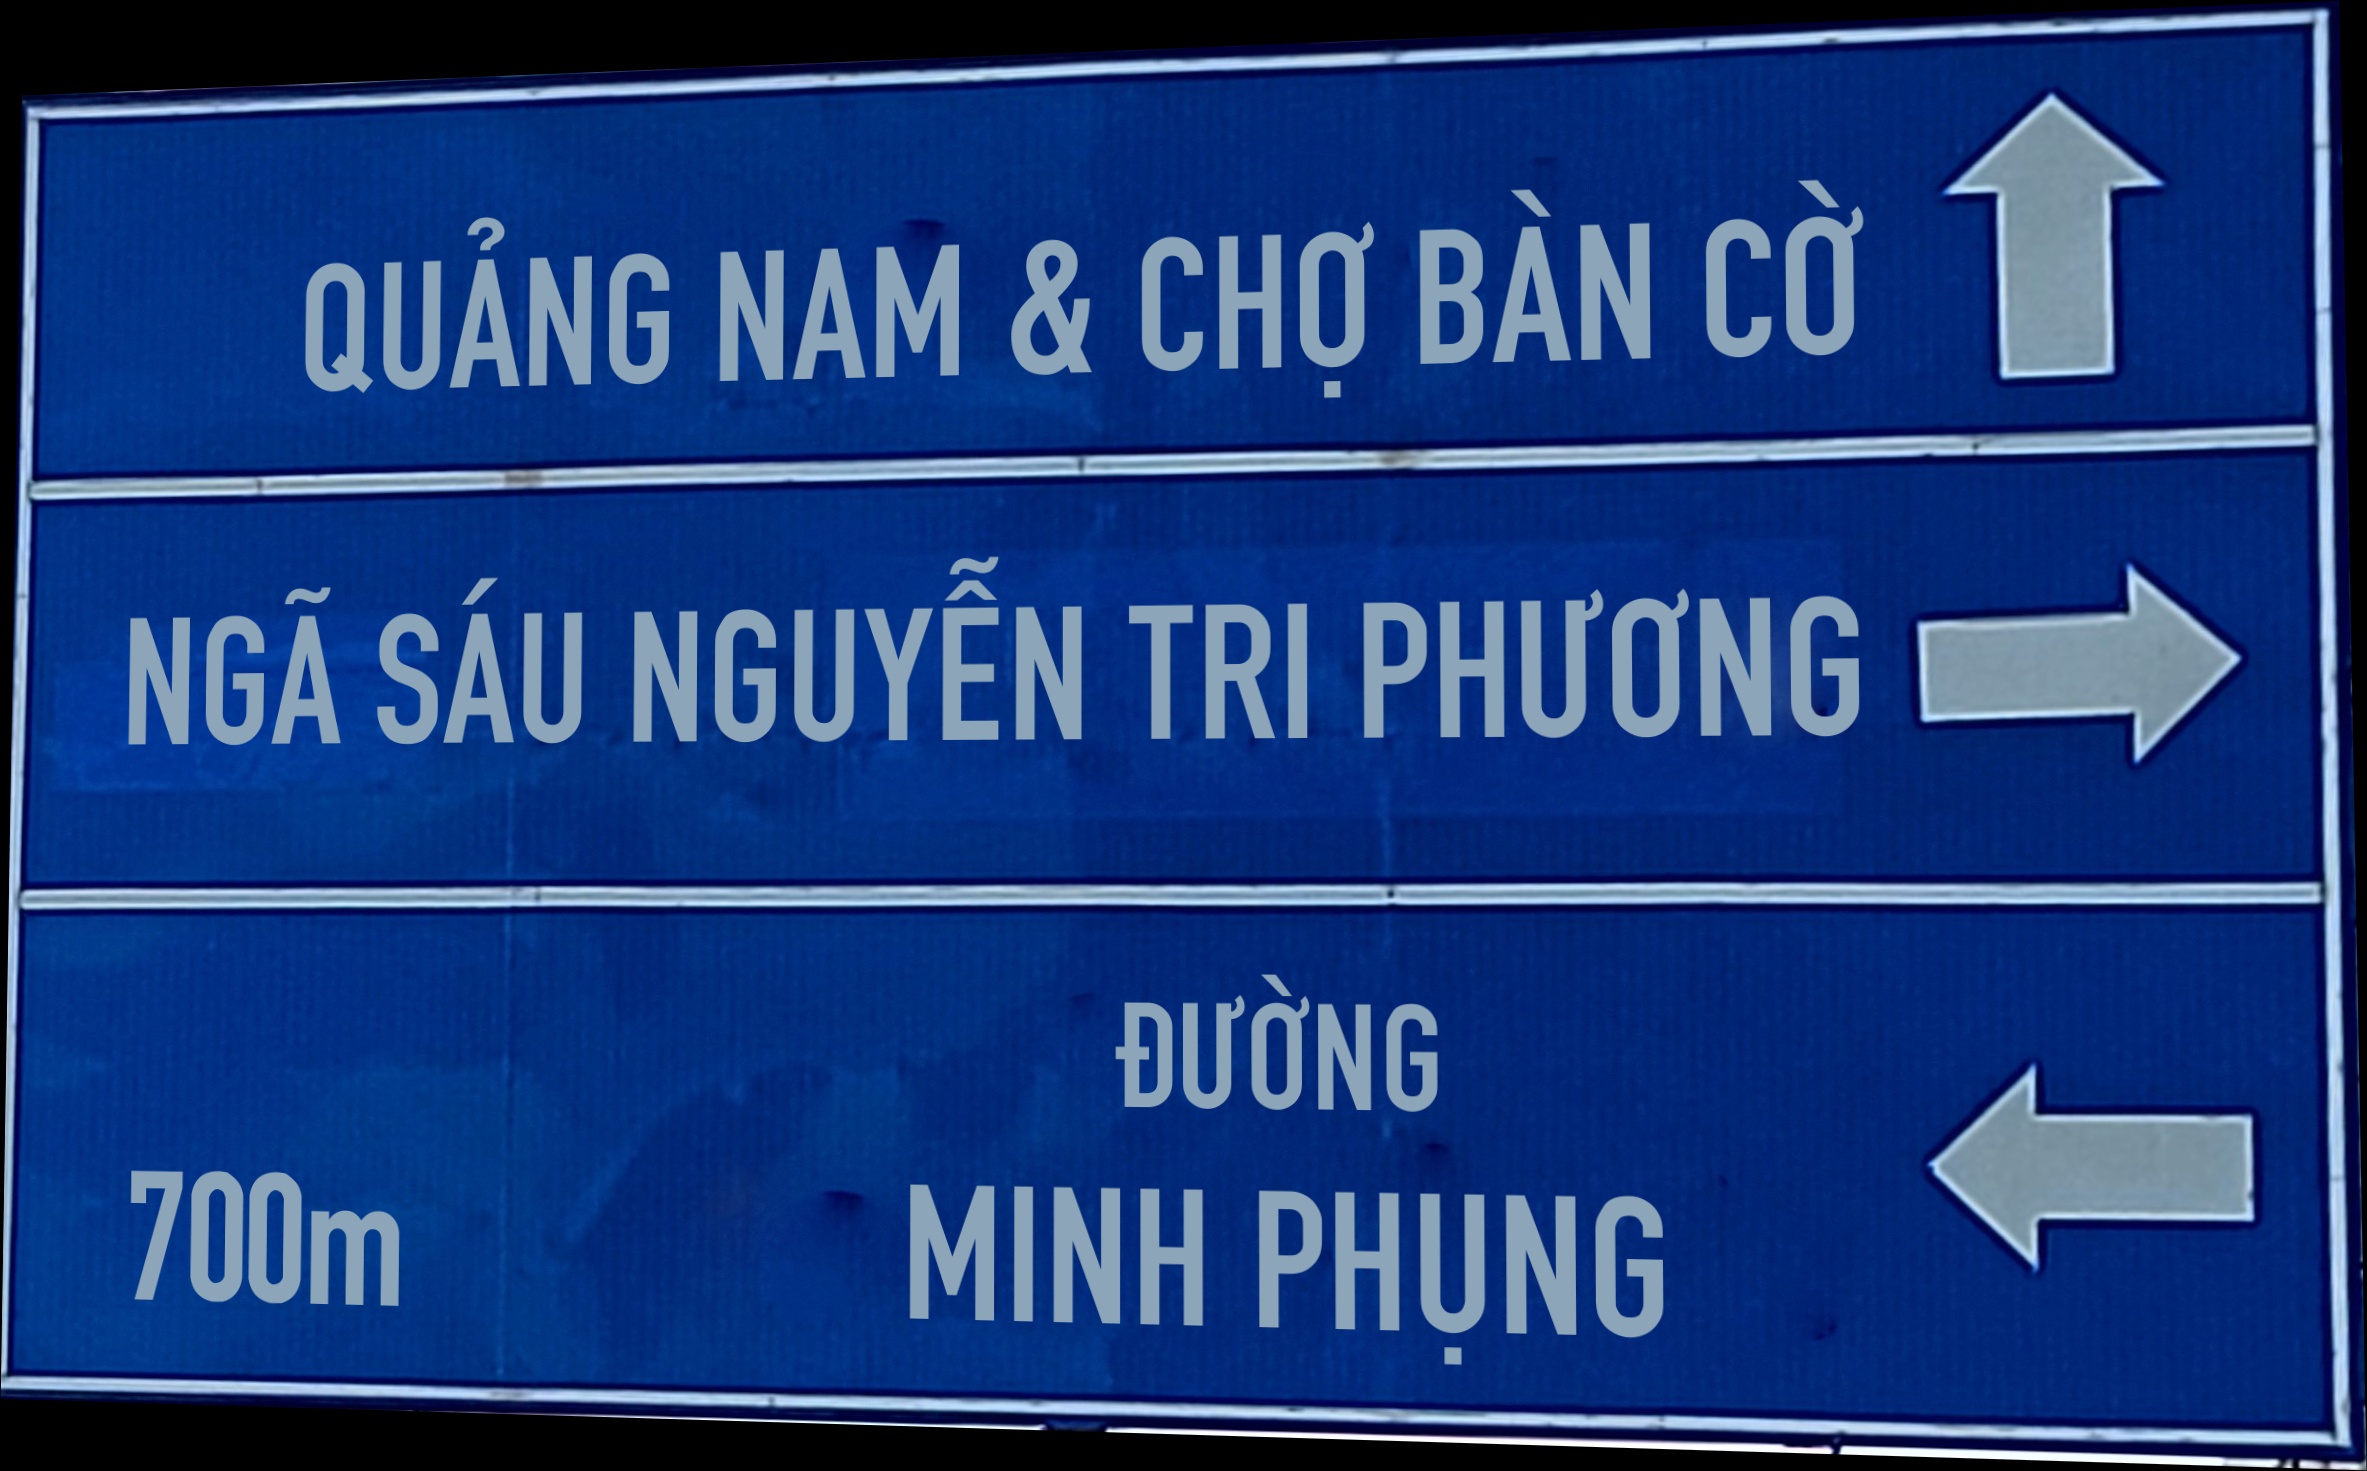 QUẢNG NAM & CHỢ BÀN CỜ
NGÃ SÁU NGUYỄN TRI PHƯƠNG
ĐƯỜNG
700m MINH PHỤNG